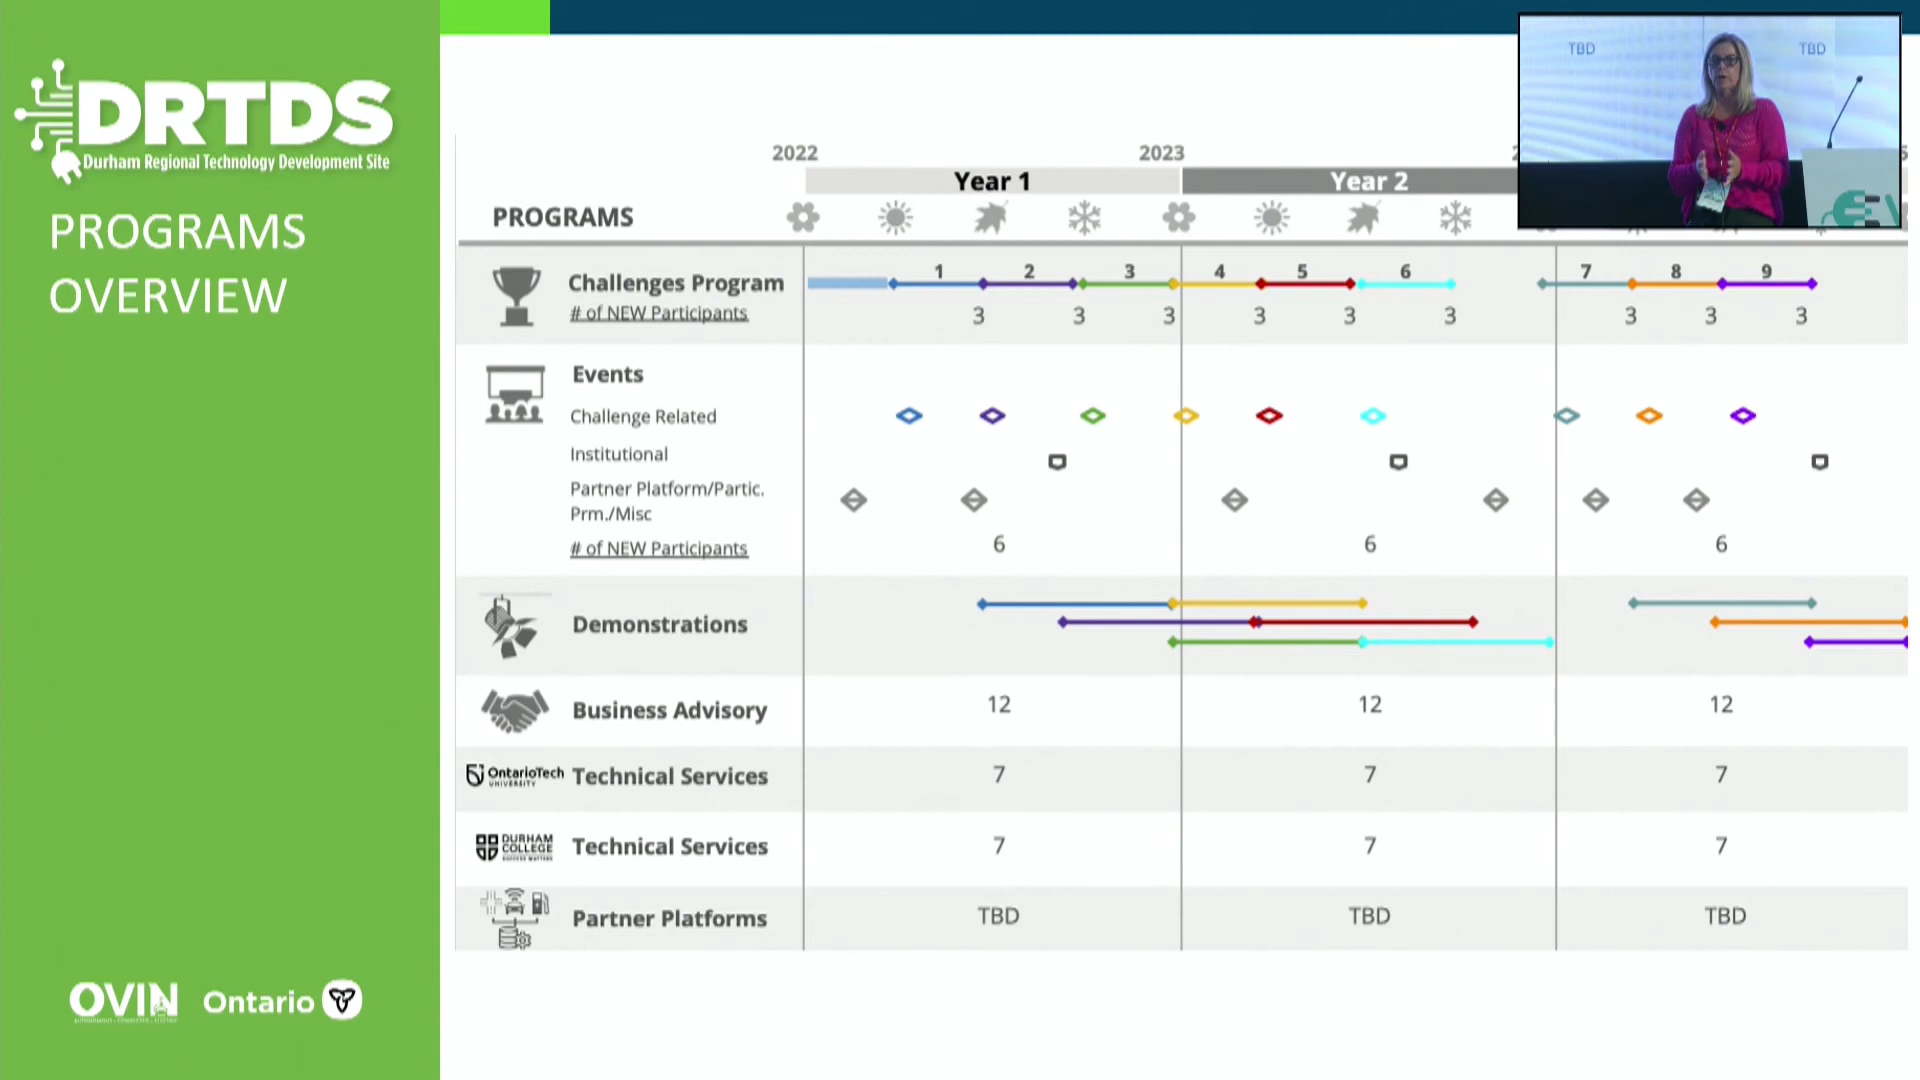 DRTDS
Durham Regional Technology Development Site
PROGRAMS
OVERVIEW
OVIN
Ontario
TBD TBD
2022 2023
Year 1 Year 2
PROGRAMS
1 2 3 4 5 6 7 8 9
Challenges Program
# of NEW Participants 3 3 3 3 3 3 3 3 3
Events
Challenge Related
Institutional
Partner Platform/Partic.
Prm./Misc
# of NEW Participants 6 6 6
Demonstrations
Business Advisory 12 12 12
OntarioTech
UNIVERSITY
Technical Services 7 7 7
DURHAM
COLLEGE
SUCCESS MATTERS
Technical Services 7 7 7
Partner Platforms TBD TBD TBD